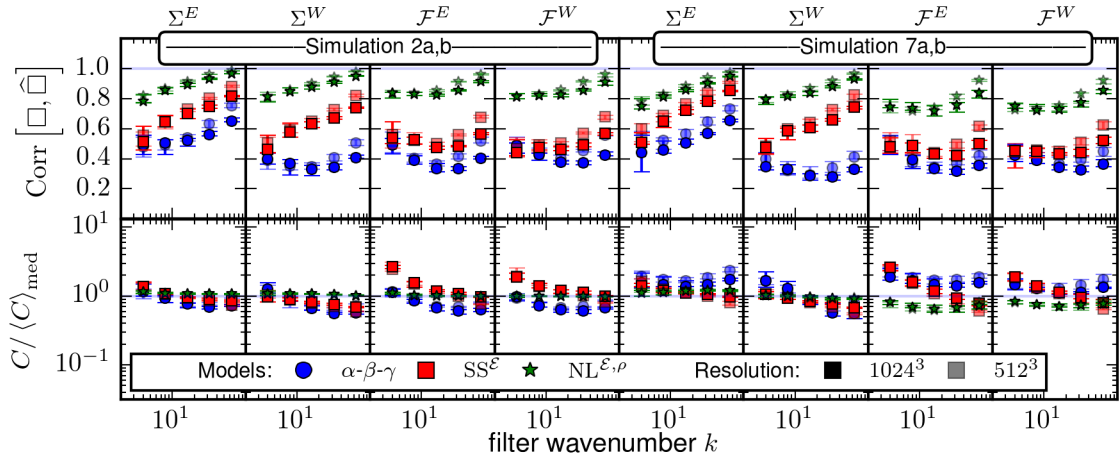 Σ^E Σ^W ℱ^E ℱ^W Σ^E Σ^W ℱ^E ℱ^W
Simulation 2a,b Simulation 7a,b
Corr [□, □̂]
1.0
0.8
0.6
0.4
0.2
C/⟨C⟩_med
10^1
10^0
10^−1
Models: α-β-γ SS^ℰ NL^ℰ,ρ Resolution: 1024^3 512^3
10^1 10^1 10^1 10^1 10^1 10^1 10^1 10^1
filter wavenumber k